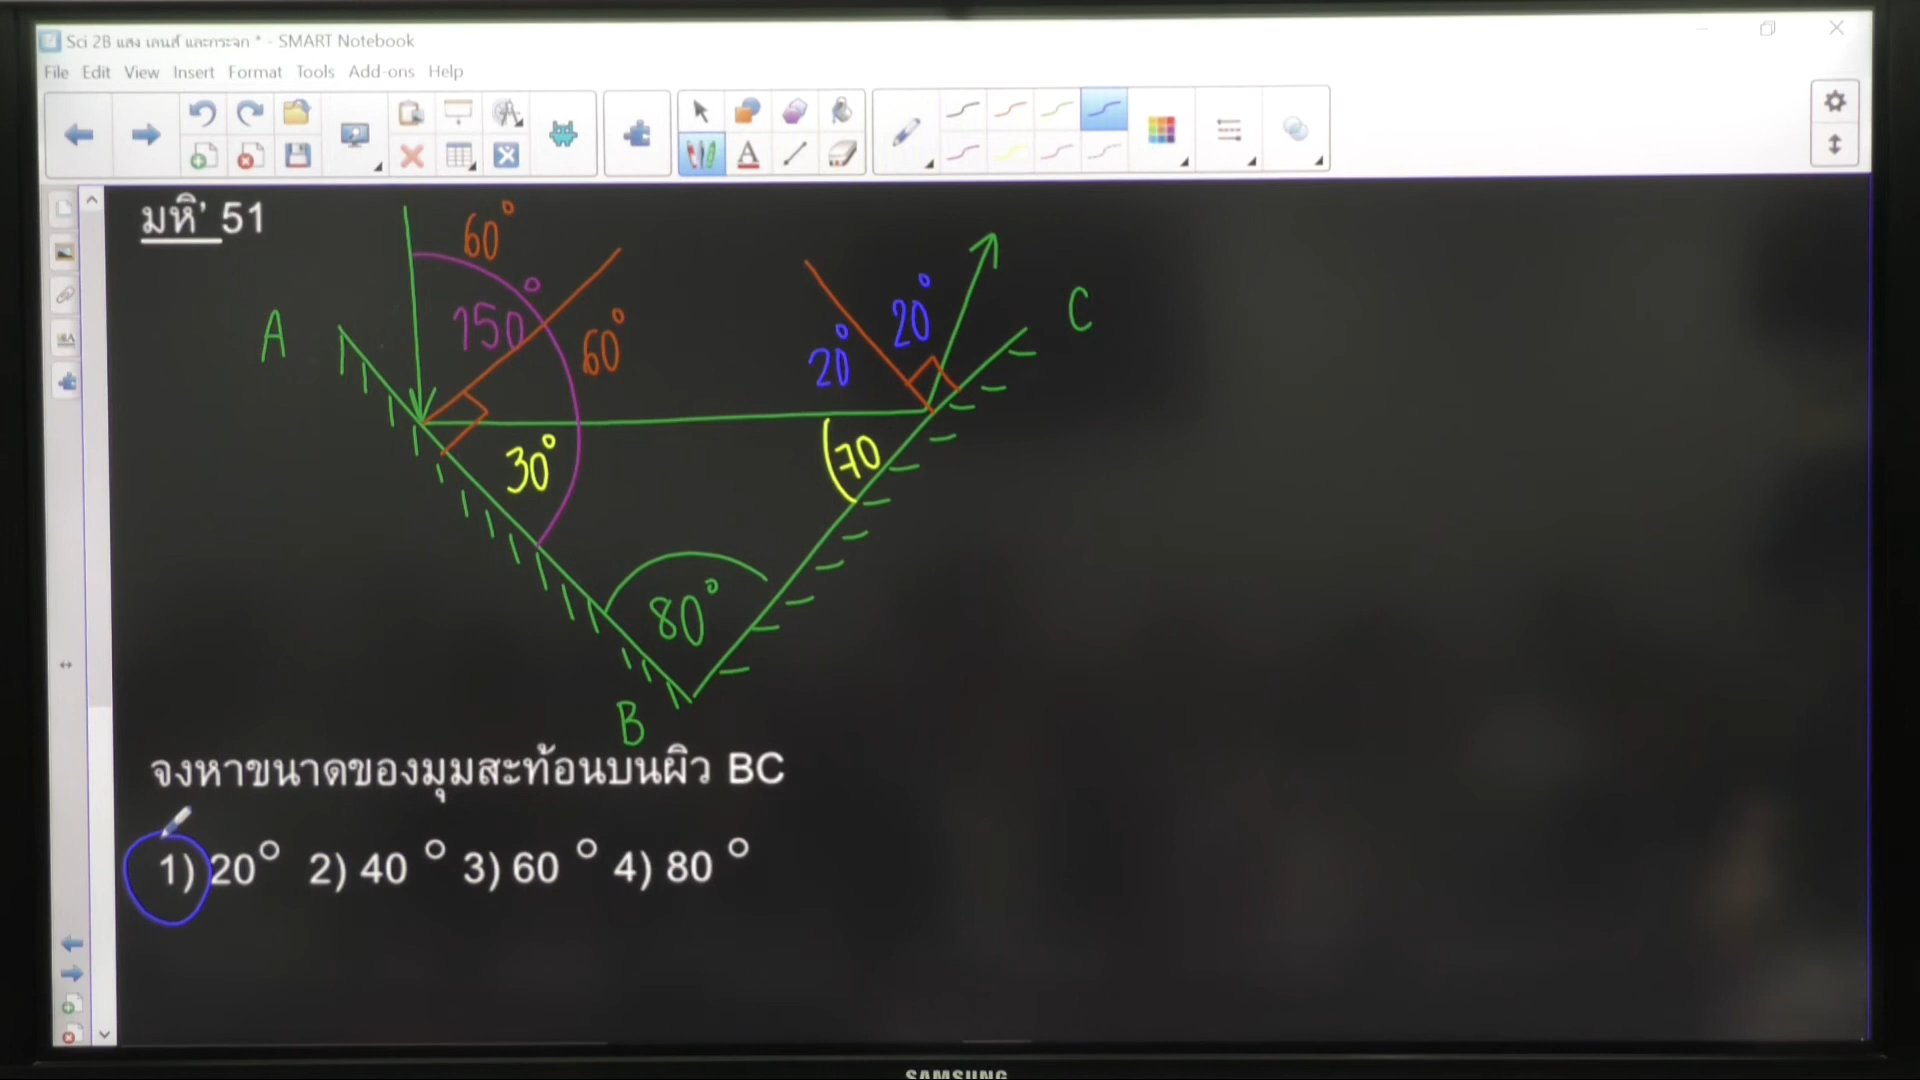 Sci 2B แสง เลนส์ และกระจก * - SMART Notebook
File Edit View Insert Format Tools Add-ons Help
มหิ' 51
60°
150°
60°
20°
20°
A
C
30°
70
80°
B
จงหาขนาดของมุมสะท้อนบนผิว BC
1) 20° 2) 40° 3) 60° 4) 80°
SAMSUNG